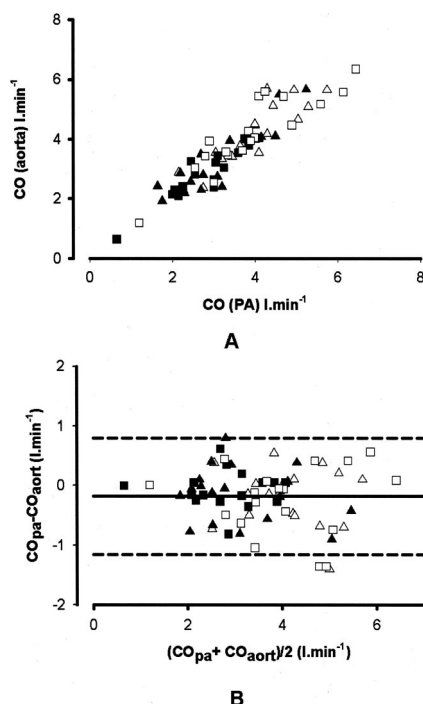 8
6
4
2
0
CO (aorta) l.min⁻¹
0 2 4 6 8
CO (PA) l.min⁻¹
A
2
1
0
-1
-2
COpa-COaort (l.min⁻¹)
0 2 4 6
(COpa+ COaort)/2 (l.min⁻¹)
B